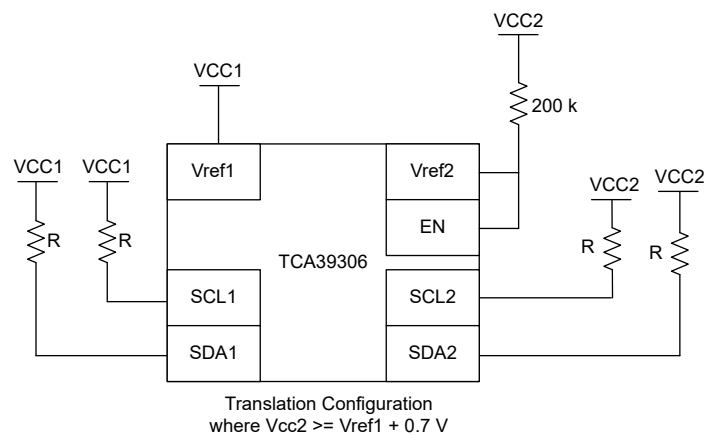 VCC2
VCC1
200 k
VCC1
VCC1
Vref1
Vref2
VCC2
VCC2
EN
R
R
R
R
TCA39306
SCL1
SCL2
SDA1
SDA2
Translation Configuration
where Vcc2 >= Vref1 + 0.7 V